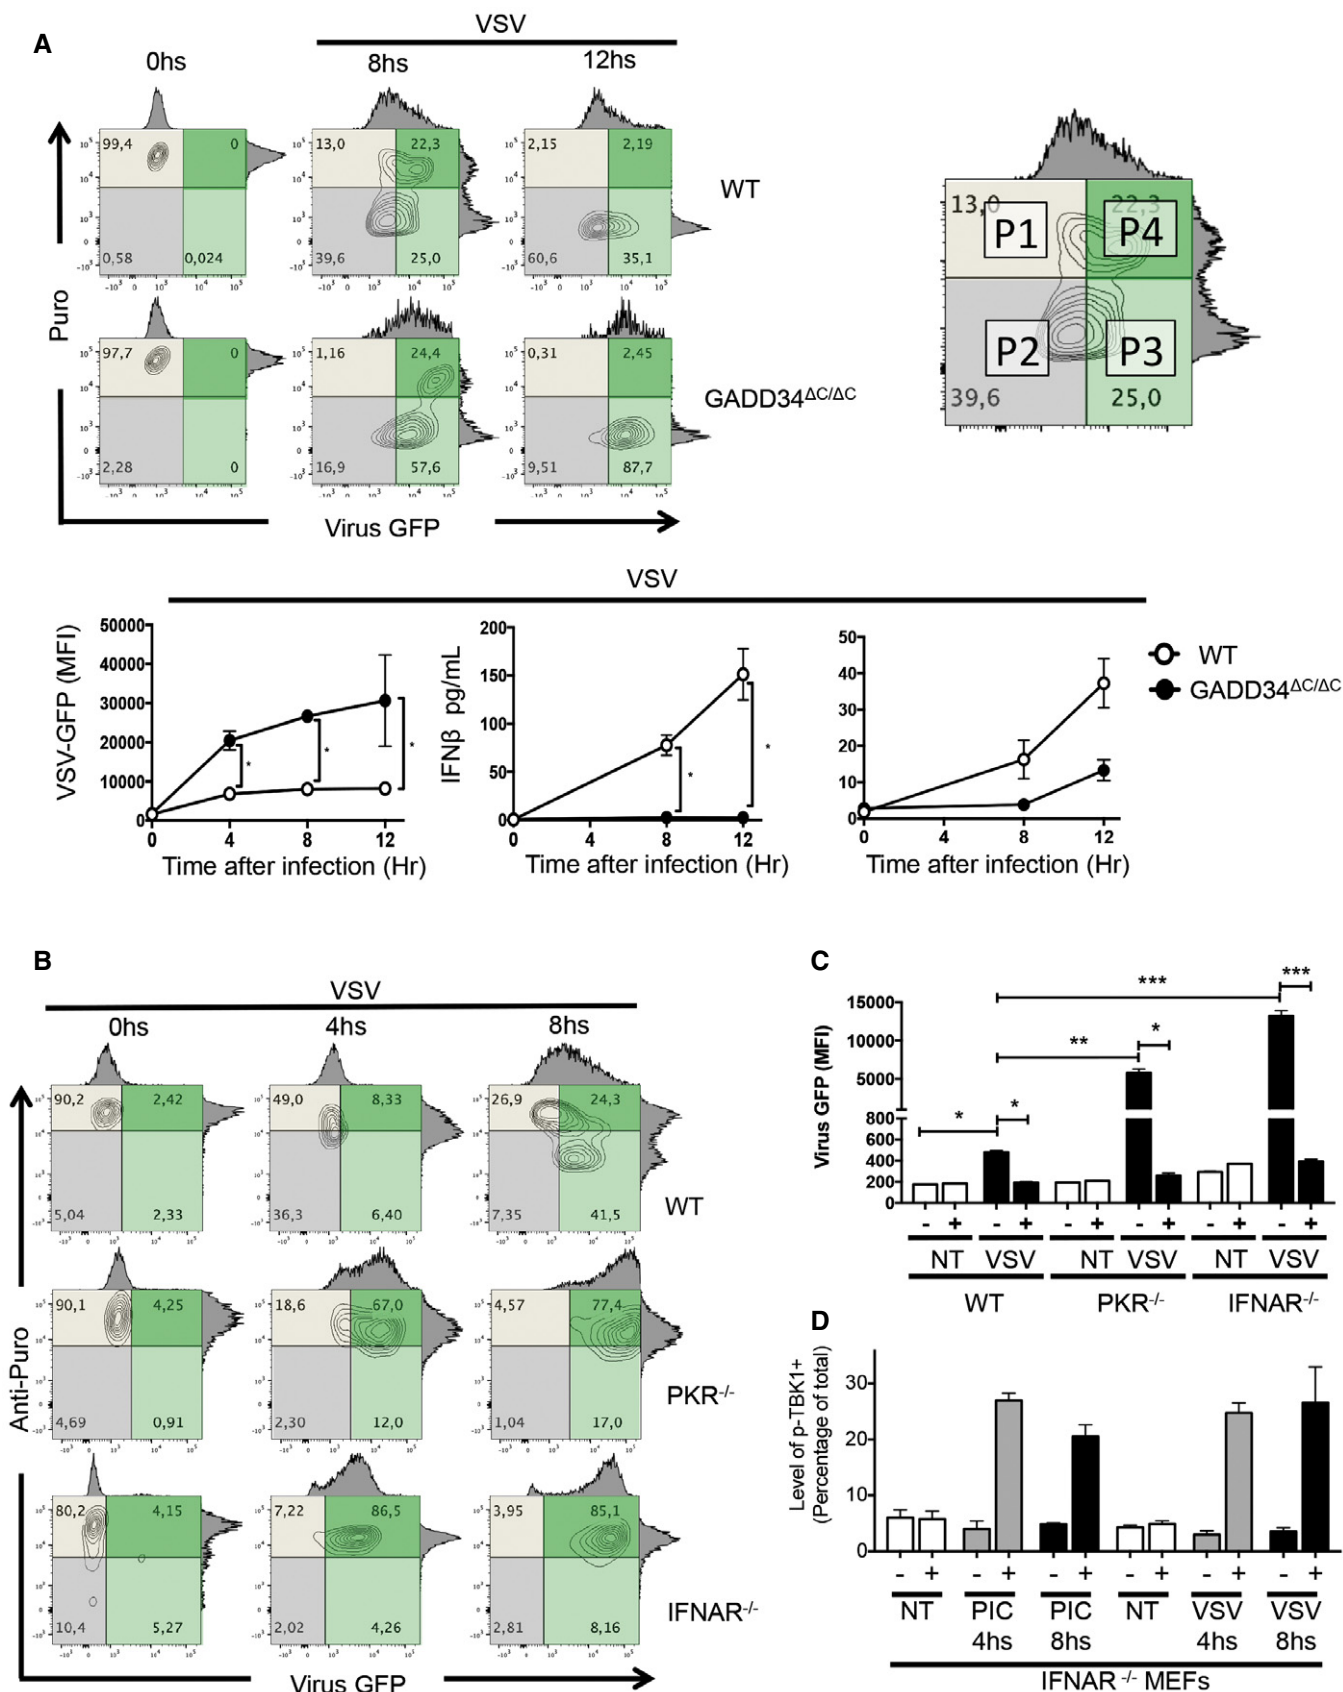 A
VSV
0hs 8hs 12hs
99,4 0 13,0 22,3 2,15 2,19
0,58 0,024 39,6 25,0 60,6 35,1
WT
97,7 0 1,16 24,4 0,31 2,45
2,28 0 16,9 57,6 9,51 87,7
GADD34ΔC/ΔC
Puro
Virus GFP
13,0 22,3
P1 P4
P2 P3
39,6 25,0
VSV
VSV-GFP (MFI)
50000
40000
30000
20000
10000
0
0 4 8 12
Time after infection (Hr)
IFNβ pg/mL
200
150
100
50
0
0 4 8 12
Time after infection (Hr)
50
40
30
20
10
0
0 4 8 12
Time after infection (Hr)
* * * * *
WT
GADD34ΔC/ΔC
B
VSV
0hs 4hs 8hs
90,2 2,42 49,0 8,33 26,9 24,3
5,04 2,33 36,3 6,40 7,35 41,5
WT
90,1 4,25 18,6 67,0 4,57 77,4
4,69 0,91 2,30 12,0 1,04 17,0
PKR-/-
80,2 4,15 7,22 86,5 3,95 85,1
10,4 5,27 2,02 4,26 2,81 8,16
IFNAR-/-
Anti-Puro
Virus GFP
C
Virus GFP (MFI)
15000
10000
5000
800
600
400
200
0
* * ** * *** ***
- + - + - + - + - + - +
NT VSV NT VSV NT VSV
WT PKR-/- IFNAR-/-
D
Level of p-TBK1+
(Percentage of total)
30
20
10
0
- + - + - + - + - + - +
NT PIC PIC NT VSV VSV
4hs 8hs 4hs 8hs
IFNAR -/- MEFs